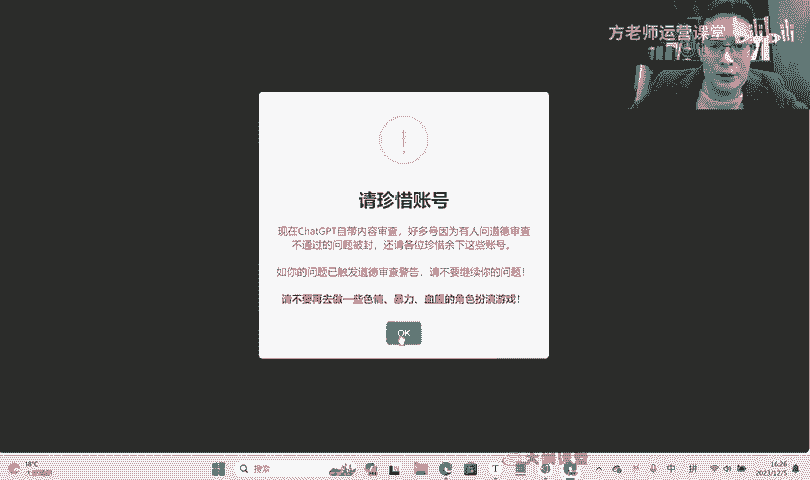 方老师运营课堂
请珍惜账号
现在ChatGPT自带内容审查，好多号因为有人问道德审查
不通过的问题被封，还请各位珍惜余下这些账号。
如你的问题已触发道德审查警告，请不要继续你的问题！
请不要再去做一些色情、暴力、血腥的角色扮演游戏！
OK
18°C
搜索
中
拼
16:26
2023/12/5